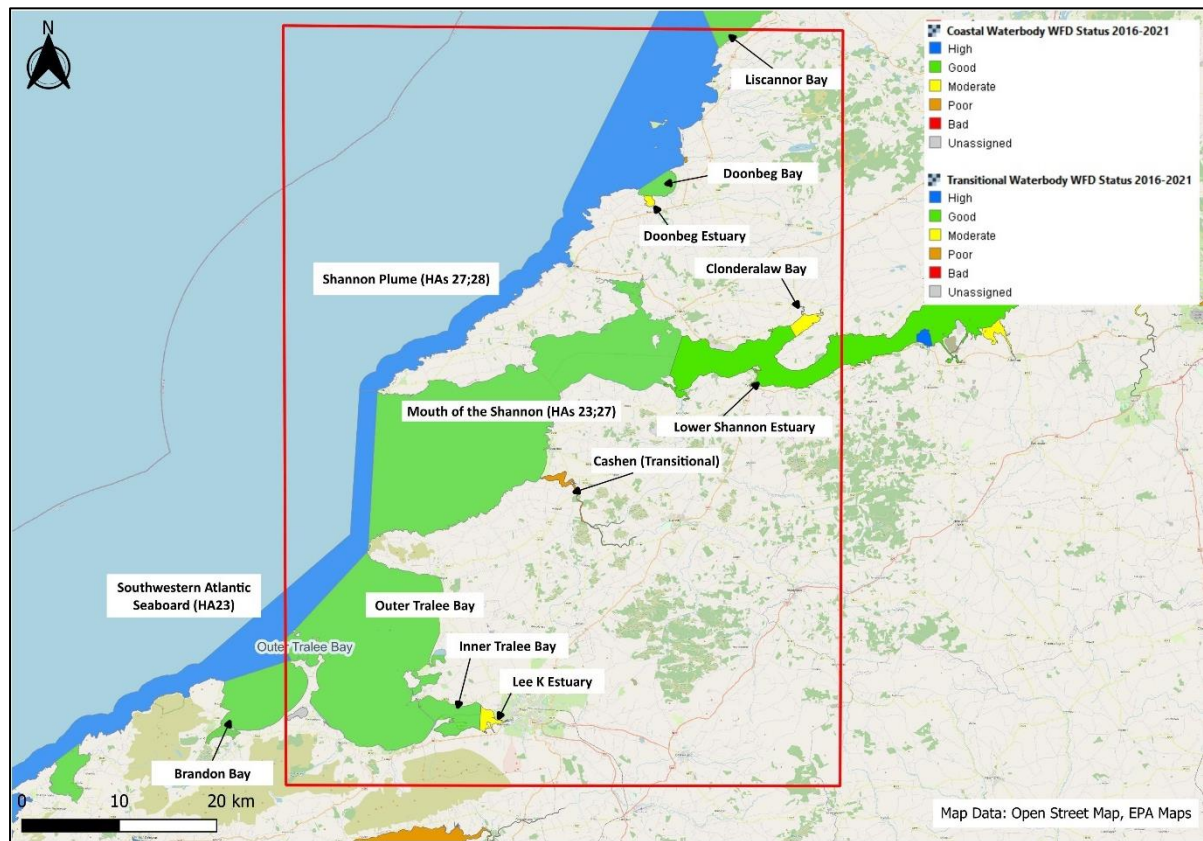 N
Coastal Waterbody WFD Status 2016-2021
High
Good
Moderate
Poor
Bad
Unassigned
Transitional Waterbody WFD Status 2016-2021
High
Good
Moderate
Poor
Bad
Unassigned
Liscannor Bay
Doonbeg Bay
Doonbeg Estuary
Clonderalaw Bay
Shannon Plume (HAs 27;28)
Mouth of the Shannon (HAs 23;27)
Lower Shannon Estuary
Cashen (Transitional)
Southwestern Atlantic
Seaboard (HA23)
Outer Tralee Bay
Outer Tralee Bay
Inner Tralee Bay
Lee K Estuary
Brandon Bay
0 10 20 km
Map Data: Open Street Map, EPA Maps